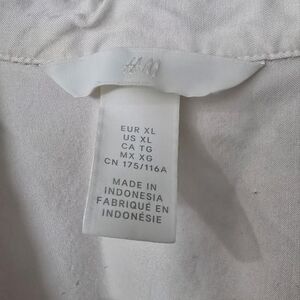 H&M
EUR XL
US XL
CA TG
MX XG
CN 175/116A
MADE IN
INDONESIA
FABRIQUÉ EN
INDONÉSIE